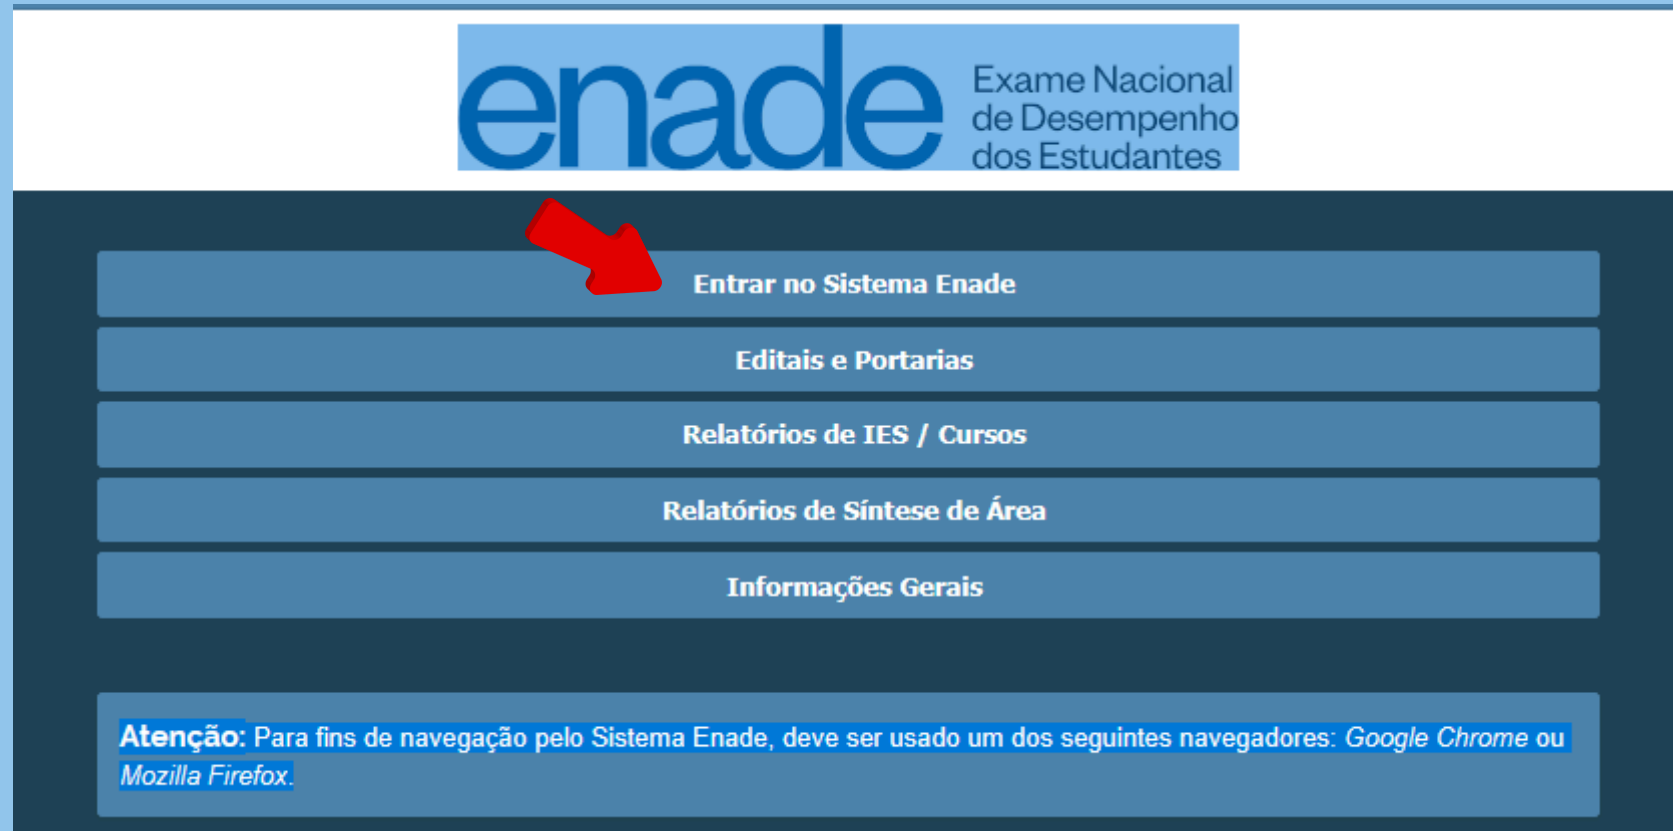 enade
Exame Nacional
de Desempenho
dos Estudantes
Entrar no Sistema Enade
Editais e Portarias
Relatórios de IES / Cursos
Relatórios de Síntese de Área
Informações Gerais
Atenção: Para fins de navegação pelo Sistema Enade, deve ser usado um dos seguintes navegadores: Google Chrome ou
Mozilla Firefox.